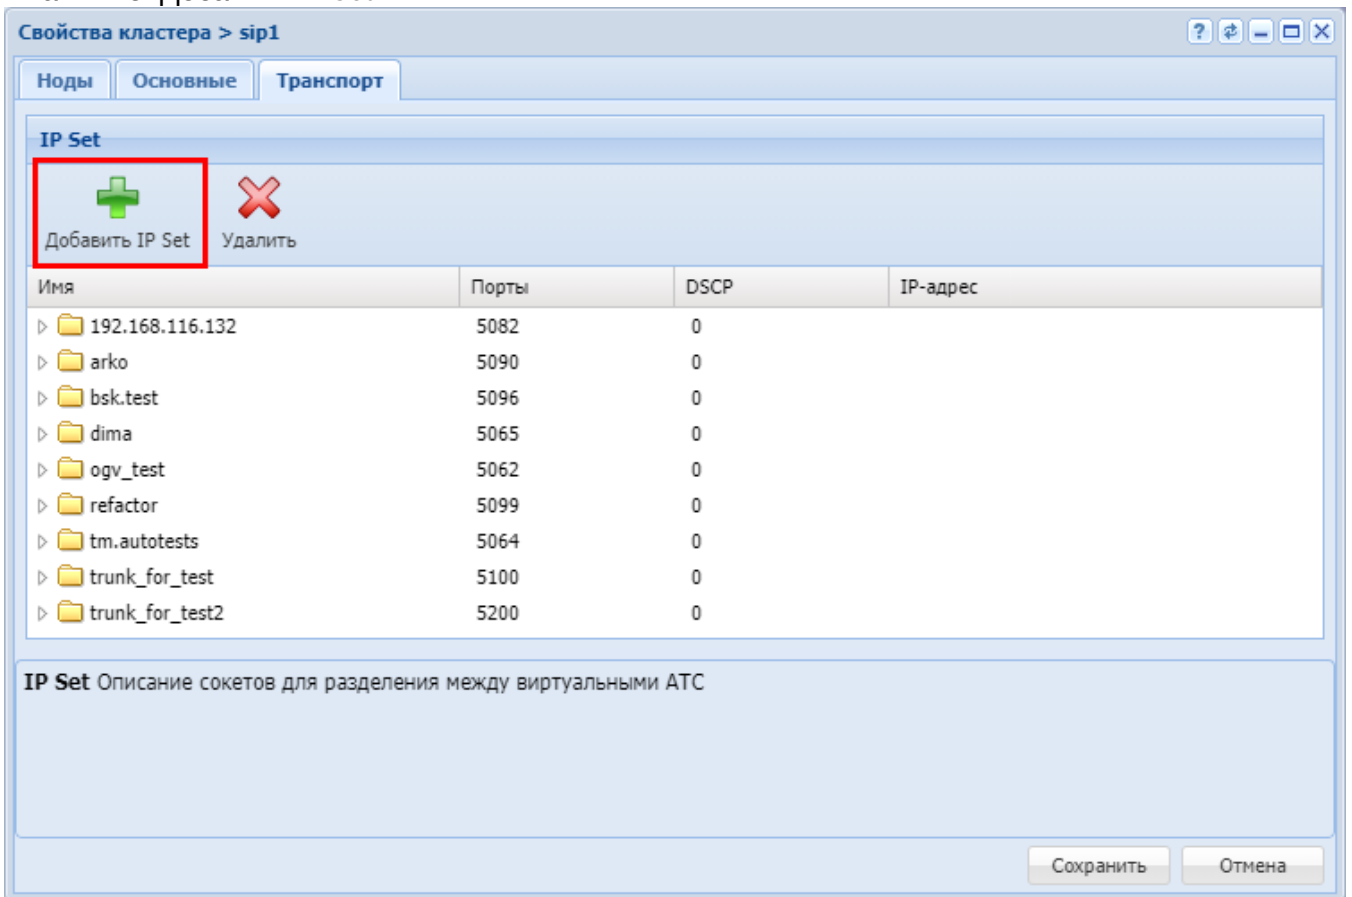 Свойства кластера > sip1
Ноды Основные Транспорт
IP Set
Добавить IP Set Удалить
Имя Порты DSCP IP-адрес
192.168.116.132 5082 0
arko 5090 0
bsk.test 5096 0
dima 5065 0
ogv_test 5062 0
refactor 5099 0
tm.autotests 5064 0
trunk_for_test 5100 0
trunk_for_test2 5200 0
IP Set Описание сокетов для разделения между виртуальными АТС
Сохранить Отмена